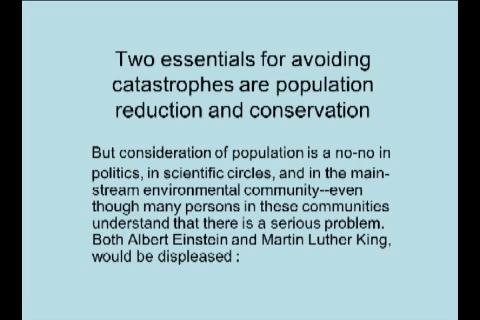 Two essentials for avoiding
catastrophes are population
reduction and conservation
But consideration of population is a no-no in
politics, in scientific circles, and in the main-
stream environmental community--even
though many persons in these communities
understand that there is a serious problem.
Both Albert Einstein and Martin Luther King,
would be displeased :